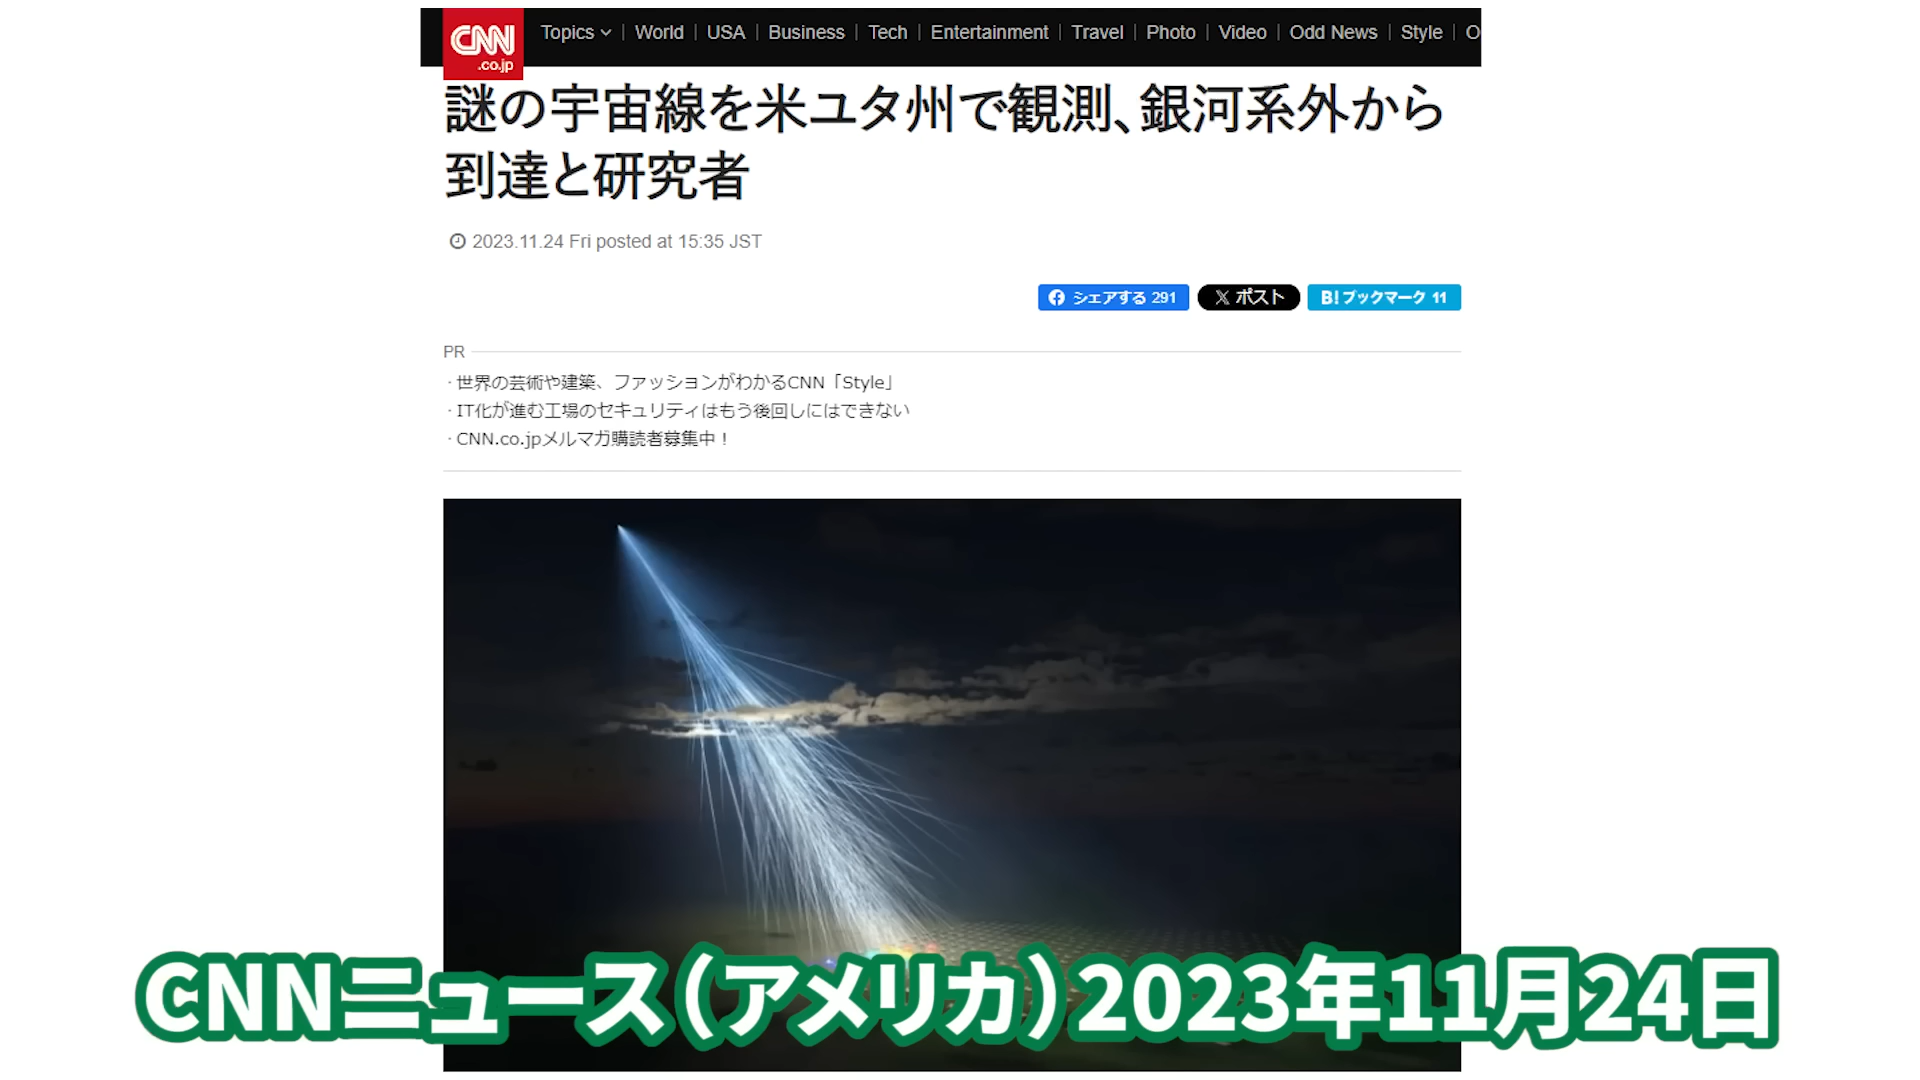 CNN
.co.jp
Topics | World | USA | Business | Tech | Entertainment | Travel | Photo | Video | Odd News | Style | O
謎の宇宙線を米ユタ州で観測、銀河系外から
到達と研究者
2023.11.24 Fri posted at 15:35 JST
シェアする 291 X ポスト B!ブックマーク 11
PR
・世界の芸術や建築、ファッションがわかるCNN「Style」
・IT化が進む工場のセキュリティはもう後回しにはできない
・CNN.co.jpメルマガ購読者募集中！
CNNニュース（アメリカ）2023年11月24日